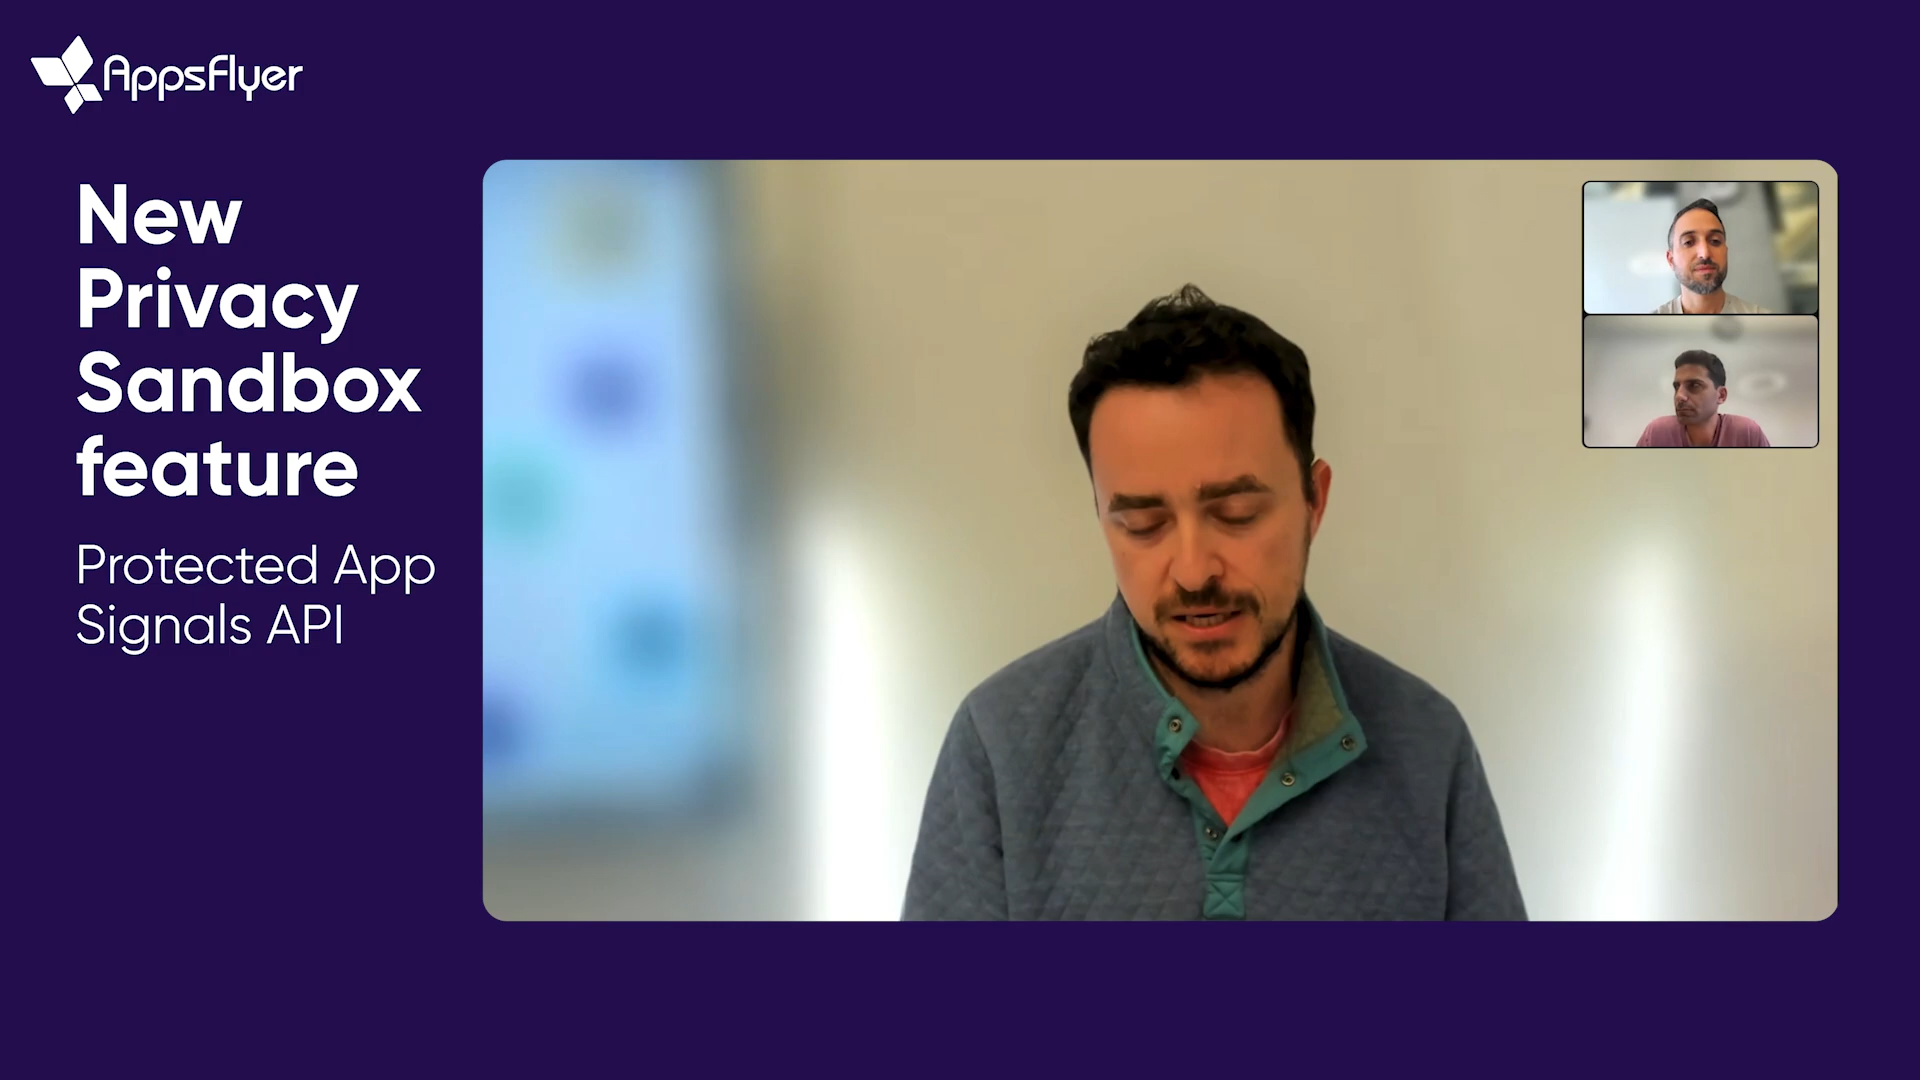 AppsFlyer
New
Privacy
Sandbox
feature
Protected App
Signals API